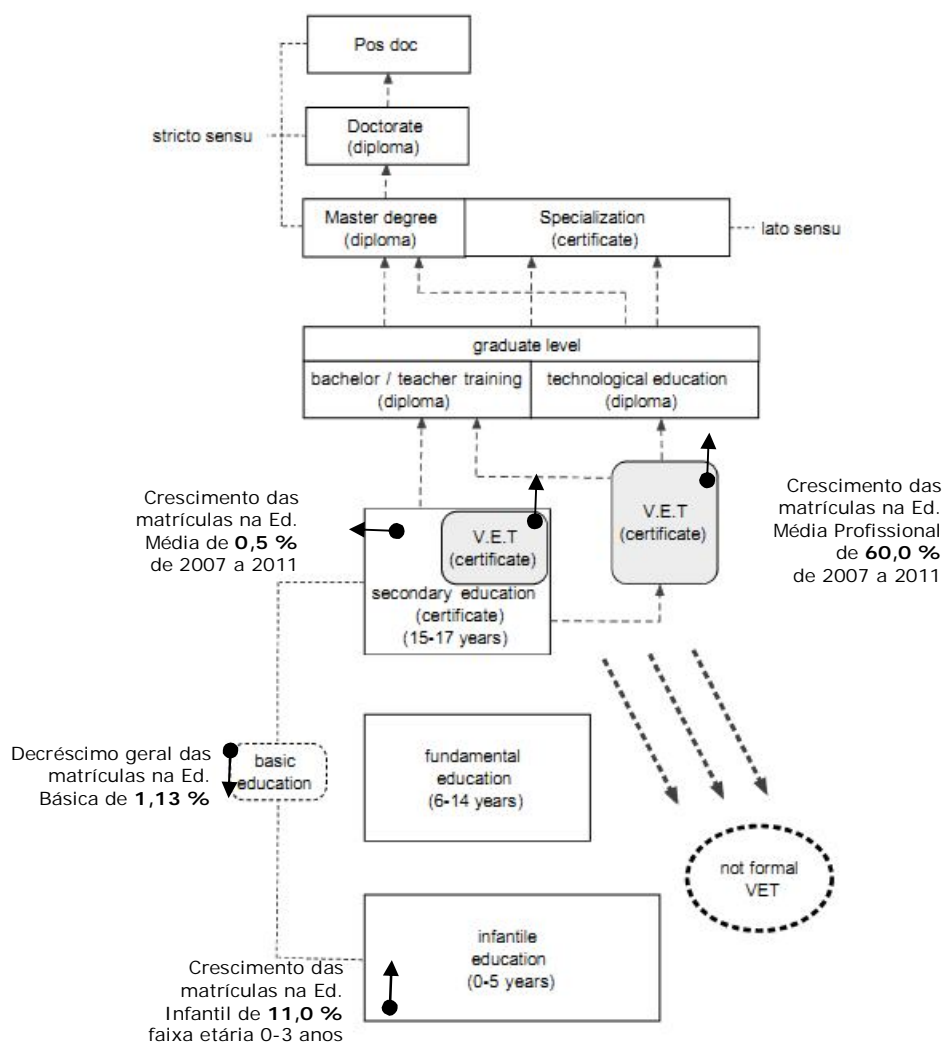 Pos doc
stricto sensu
Doctorate
(diploma)
Master degree
(diploma)
Specialization
(certificate)
lato sensu
graduate level
bachelor / teacher training
(diploma)
technological education
(diploma)
Crescimento das
matrículas na Ed.
Média de 0,5 %
de 2007 a 2011
V.E.T
(certificate)
secondary education
(certificate)
(15-17 years)
V.E.T
(certificate)
Crescimento das
matrículas na Ed.
Média Profissional
de 60,0 %
de 2007 a 2011
Decréscimo geral das
matrículas na Ed.
Básica de 1,13 %
basic
education
fundamental
education
(6-14 years)
not formal
VET
infantile
education
(0-5 years)
Crescimento das
matrículas na Ed.
Infantil de 11,0 %
faixa etária 0-3 anos